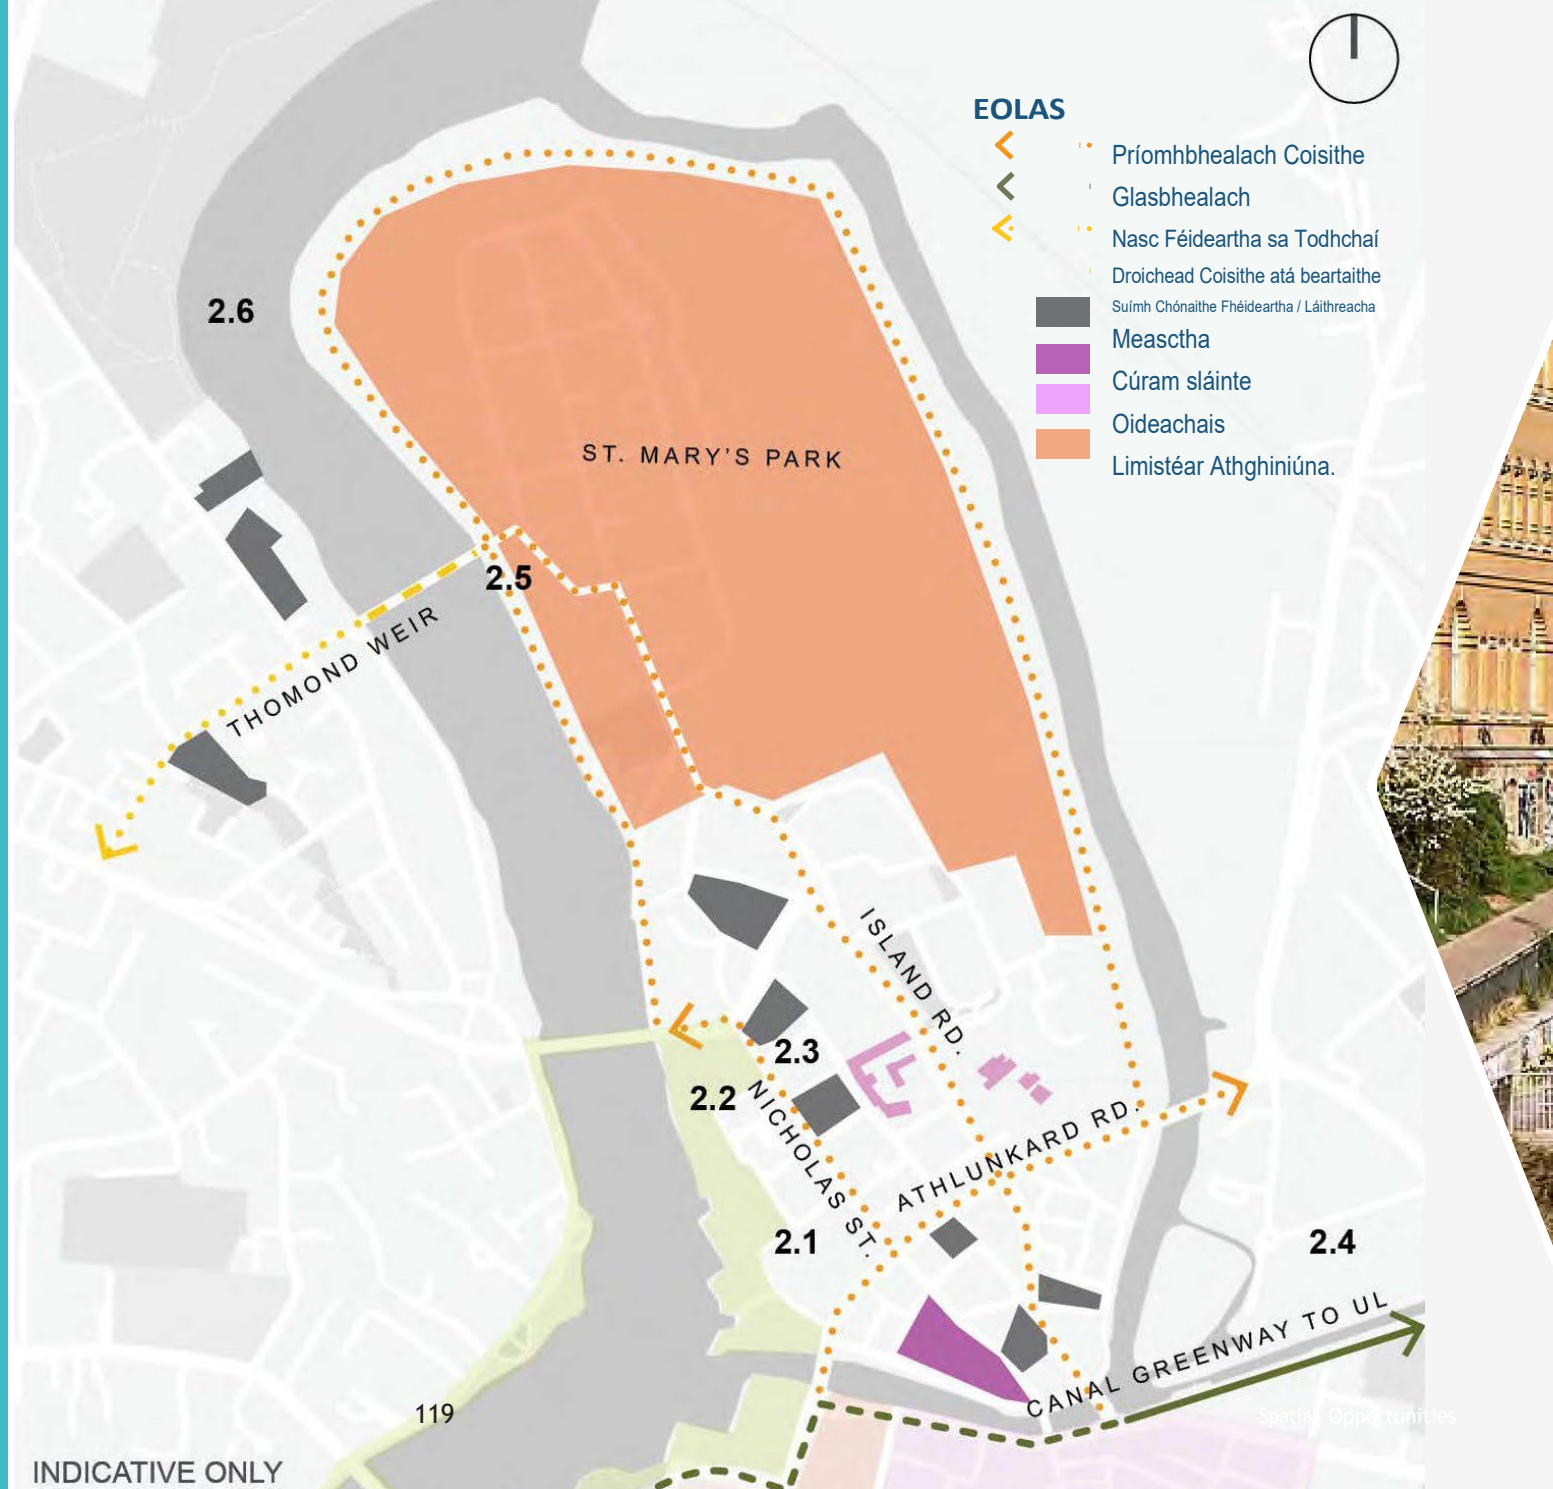 EOLAS
Príomhbhealach Coisithe
Glasbhealach
Nasc Féideartha sa Todhchaí
Droichead Coisithe atá beartaithe
Suímh Chónaithe Fhéideartha / Láithreacha
Measctha
Cúram sláinte
Oideachais
Limistéar Athghiniúna.
2.6
ST. MARY'S PARK
2.5
THOMOND WEIR
ISLAND RD.
2.3
2.2
NICHOLAS ST.
ATHLUNKARD RD.
2.1
2.4
CANAL GREENWAY TO UL
119
Spatial Opportunities
INDICATIVE ONLY